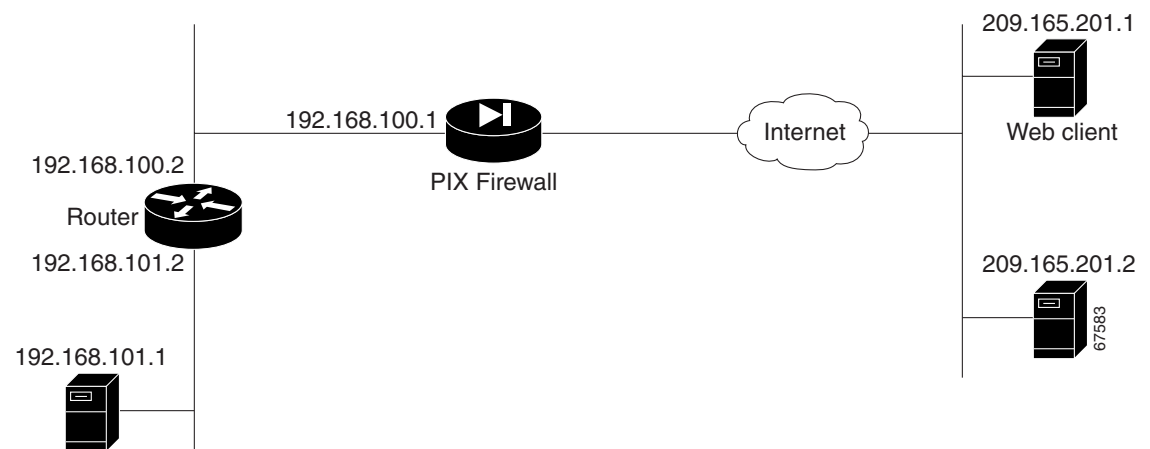 209.165.201.1
192.168.100.1
Internet
Web client
192.168.100.2
PIX Firewall
Router
192.168.101.2
209.165.201.2
67583
192.168.101.1